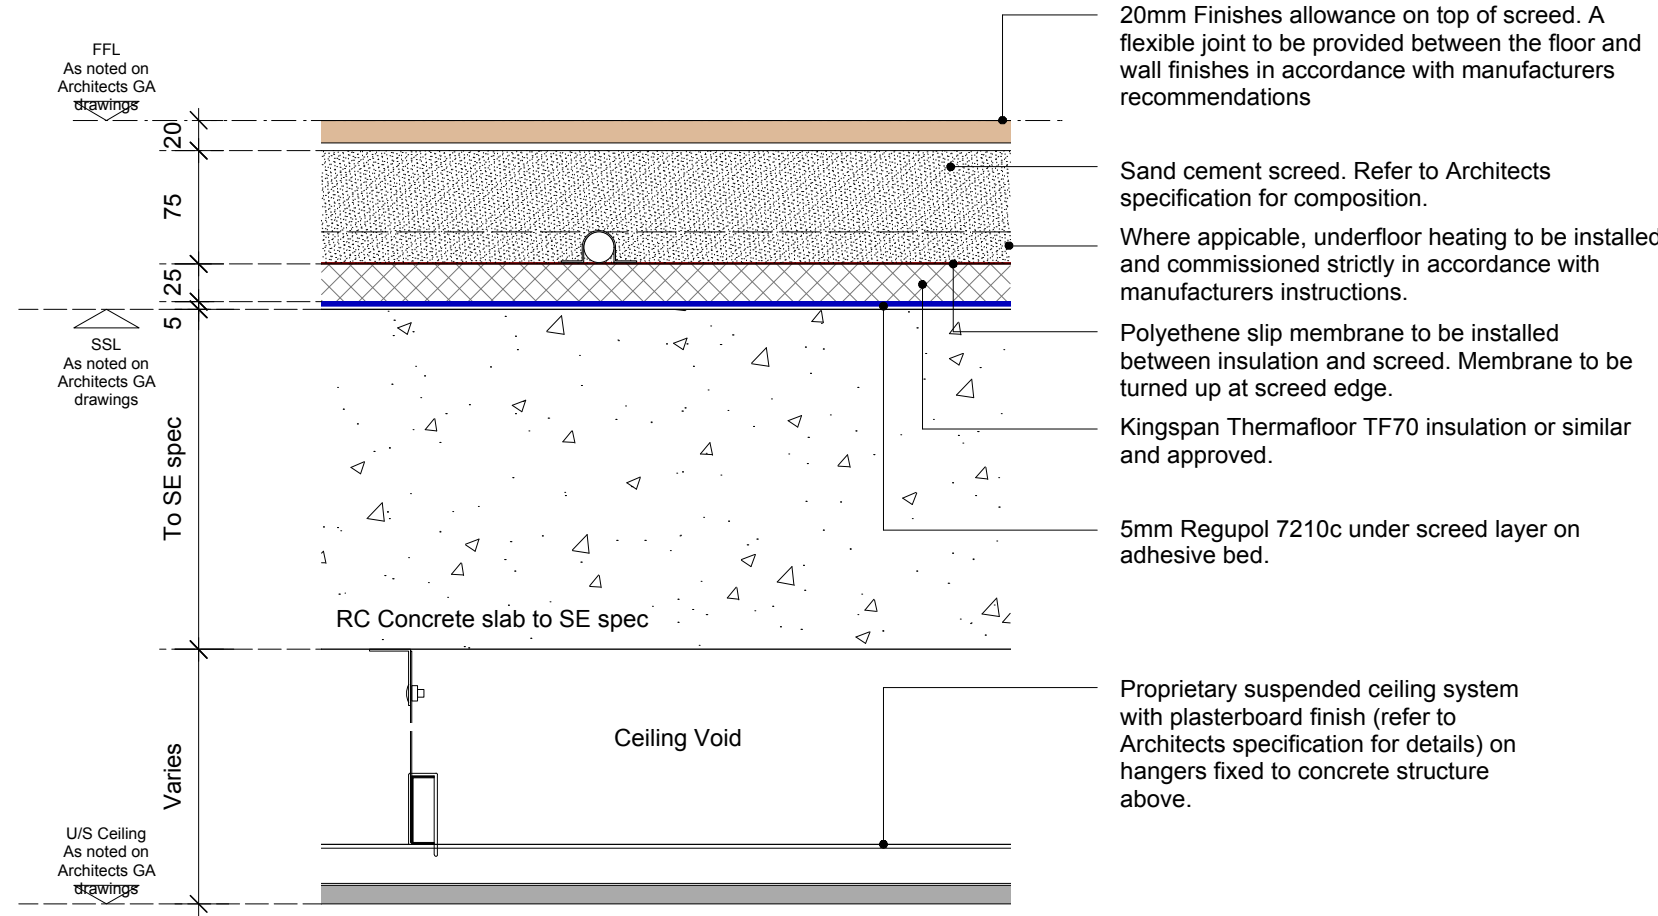 20mm Finishes allowance on top of screed. A
flexible joint to be provided between the floor and
wall finishes in accordance with manufacturers
recommendations
FFL
As noted on
Architects GA
drawings
20
Sand cement screed. Refer to Architects
specification for composition.
75
Where appicable, underfloor heating to be installed
and commissioned strictly in accordance with
manufacturers instructions.
25
5
Polyethene slip membrane to be installed
between insulation and screed. Membrane to be
turned up at screed edge.
SSL
As noted on
Architects GA
drawings
Kingspan Thermafloor TF70 insulation or similar
and approved.
To SE spec
5mm Regupol 7210c under screed layer on
adhesive bed.
RC Concrete slab to SE spec
Proprietary suspended ceiling system
with plasterboard finish (refer to
Architects specification for details) on
hangers fixed to concrete structure
above.
Ceiling Void
Varies
U/S Ceiling
As noted on
Architects GA
drawings